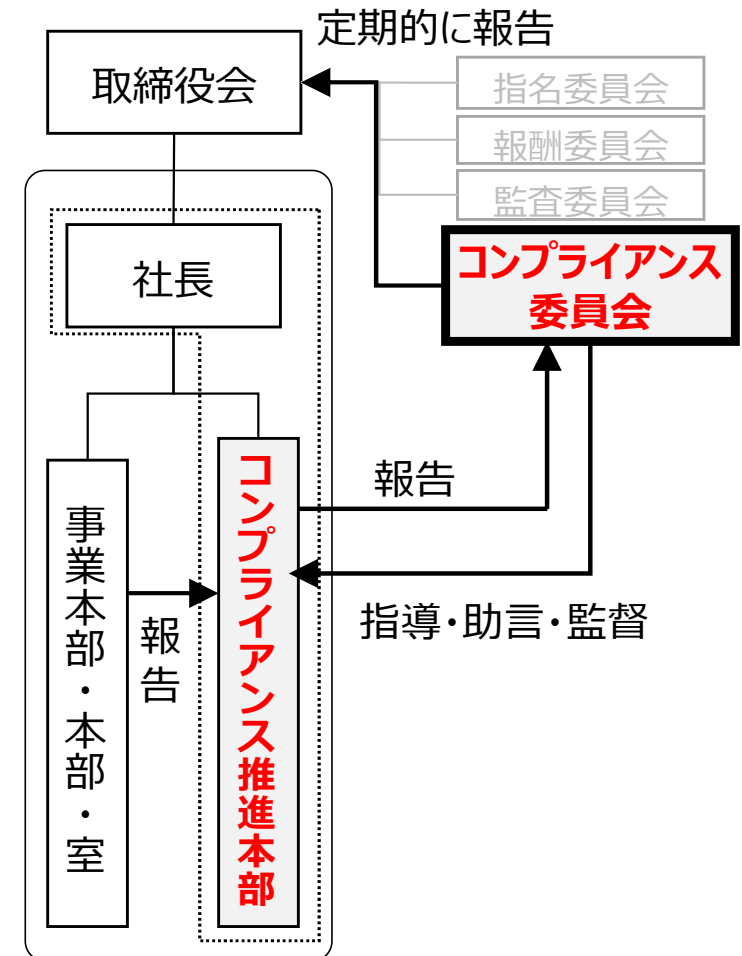 定期的に報告
取締役会
指名委員会
報酬委員会
監査委員会
コンプライアンス
委員会
社長
報告
指導・助言・監督
事業本部・本部・室
報告
コンプライアンス推進本部